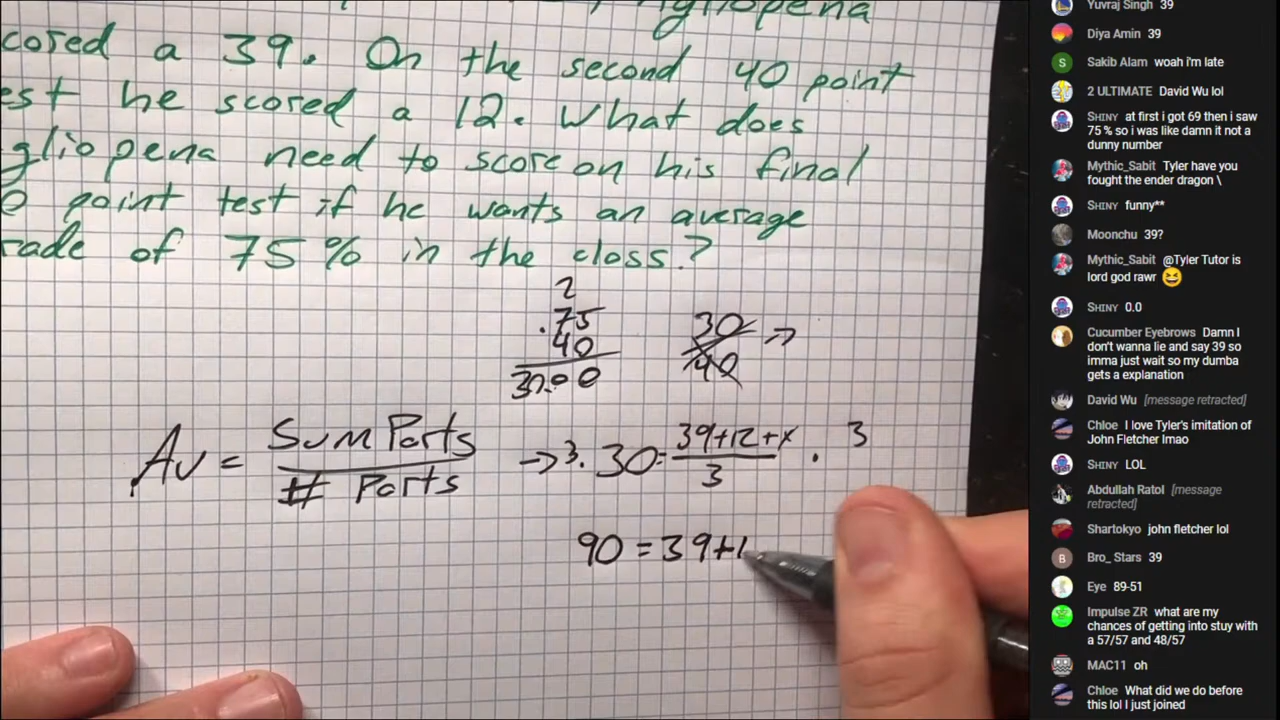 cored a 39. On the second 40 point
est he scored a 12. What does
gliopena need to score on his final
point test if he wants an average
rade of 75% in the class?
2
.75
40
30.00
30
40
Av = Sum Parts
# Parts
→ 3. 30 = 39+12+x . 3
3
90 = 39+1
Yuvraj Singh 39
Diya Amin 39
Sakib Alam woah i'm late
2 ULTIMATE David Wu lol
SHINY at first i got 69 then i saw
75 % so i was like damn it not a
dunny number
Mythic_Sabit Tyler have you
fought the ender dragon \
SHINY funny**
Moonchu 39?
Mythic_Sabit @Tyler Tutor is
lord god rawr 😆
SHINY 0.0
Cucumber Eyebrows Damn I
don't wanna lie and say 39 so
imma just wait so my dumba
gets a explanation
David Wu [message retracted]
Chloe I love Tyler's imitation of
John Fletcher lmao
SHINY LOL
Abdullah Ratol [message
retracted]
Shartokyo john fletcher lol
Bro_ Stars 39
Eye 89-51
Impulse ZR what are my
chances of getting into stuy with
a 57/57 and 48/57
MAC11 oh
Chloe What did we do before
this lol I just joined